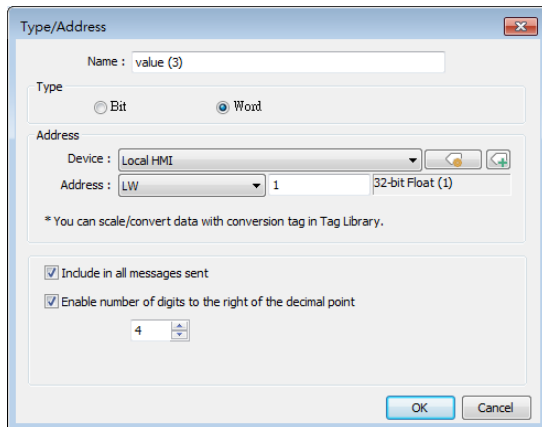 Type/Address
Name : value (3)
Type
Bit Word
Address
Device : Local HMI
Address : LW 1 32-bit Float (1)
* You can scale/convert data with conversion tag in Tag Library.
Include in all messages sent
Enable number of digits to the right of the decimal point
4
OK Cancel